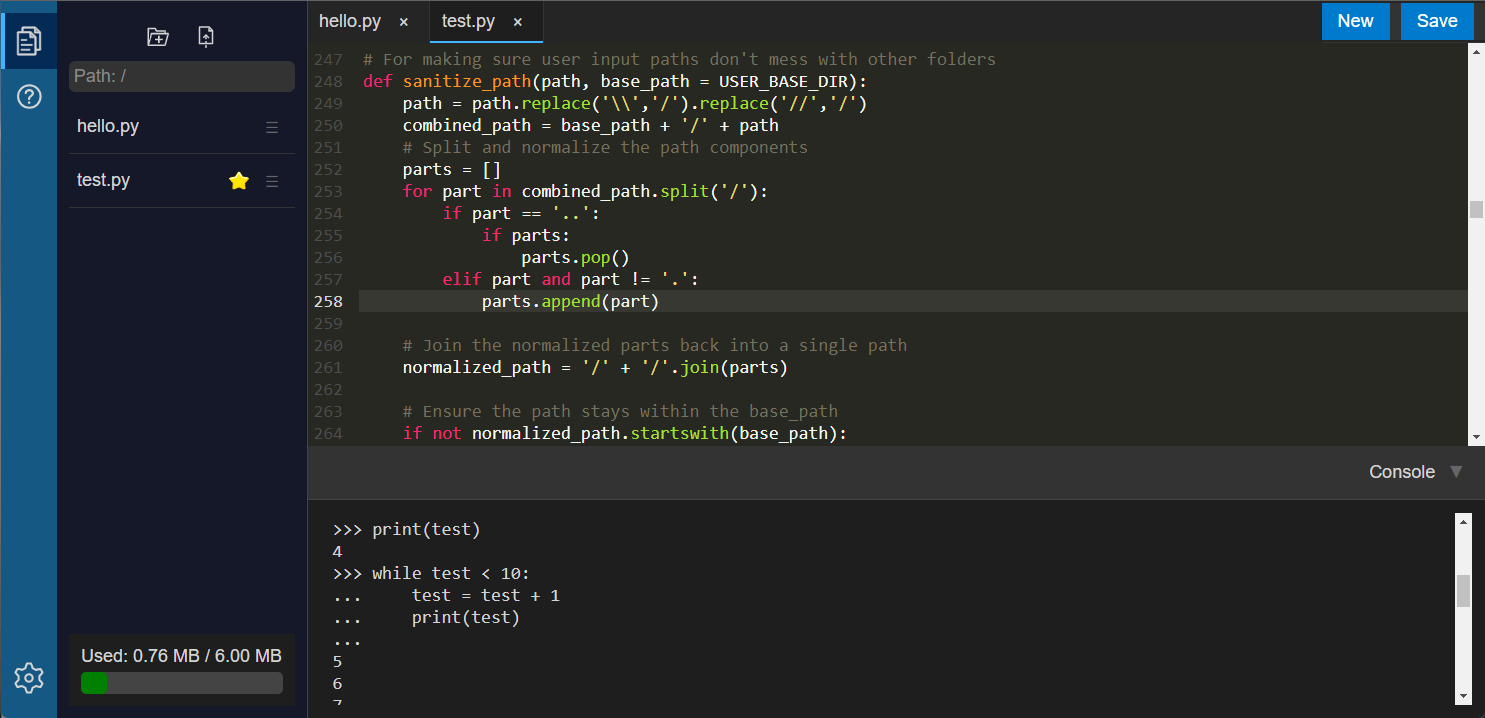 hello.py ×
test.py ×
New
Save
Path: /
hello.py
test.py
Used: 0.76 MB / 6.00 MB
247 # For making sure user input paths don't mess with other folders
248 def sanitize_path(path, base_path = USER_BASE_DIR):
249     path = path.replace('\\','/').replace('//','/')
250     combined_path = base_path + '/' + path
251     # Split and normalize the path components
252     parts = []
253     for part in combined_path.split('/'):
254         if part == '..':
255             if parts:
256                 parts.pop()
257         elif part and part != '.':
258             parts.append(part)
259
260     # Join the normalized parts back into a single path
261     normalized_path = '/' + '/'.join(parts)
262
263     # Ensure the path stays within the base_path
264     if not normalized_path.startswith(base_path):
Console
>>> print(test)
4
>>> while test < 10:
...     test = test + 1
...     print(test)
...
5
6